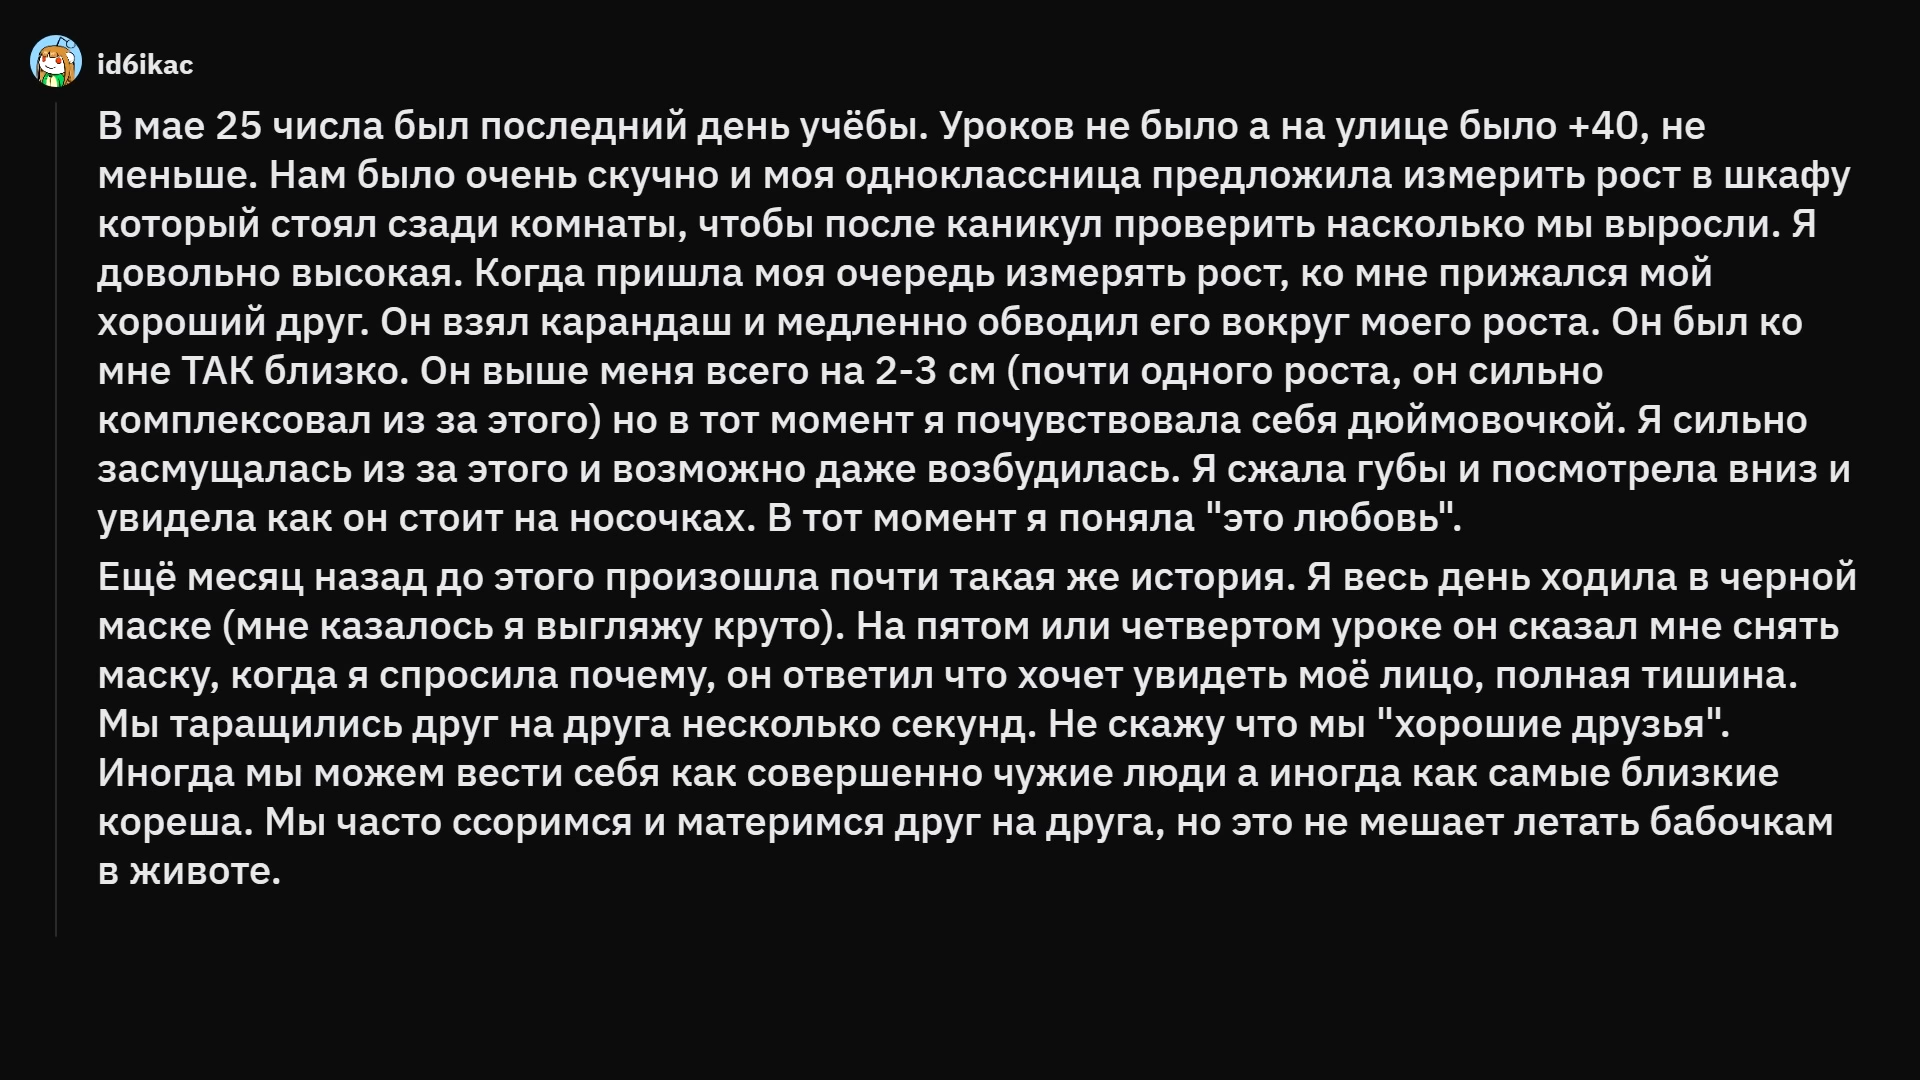 id6ikac
В мае 25 числа был последний день учёбы. Уроков не было а на улице было +40, не
меньше. Нам было очень скучно и моя одноклассница предложила измерить рост в шкафу
который стоял сзади комнаты, чтобы после каникул проверить насколько мы выросли. Я
довольно высокая. Когда пришла моя очередь измерять рост, ко мне прижался мой
хороший друг. Он взял карандаш и медленно обводил его вокруг моего роста. Он был ко
мне ТАК близко. Он выше меня всего на 2-3 см (почти одного роста, он сильно
комплексовал из за этого) но в тот момент я почувствовала себя дюймовочкой. Я сильно
засмущалась из за этого и возможно даже возбудилась. Я сжала губы и посмотрела вниз и
увидела как он стоит на носочках. В тот момент я поняла "это любовь".
Ещё месяц назад до этого произошла почти такая же история. Я весь день ходила в черной
маске (мне казалось я выгляжу круто). На пятом или четвертом уроке он сказал мне снять
маску, когда я спросила почему, он ответил что хочет увидеть моё лицо, полная тишина.
Мы таращились друг на друга несколько секунд. Не скажу что мы "хорошие друзья".
Иногда мы можем вести себя как совершенно чужие люди а иногда как самые близкие
кореша. Мы часто ссоримся и материмся друг на друга, но это не мешает летать бабочкам
в животе.